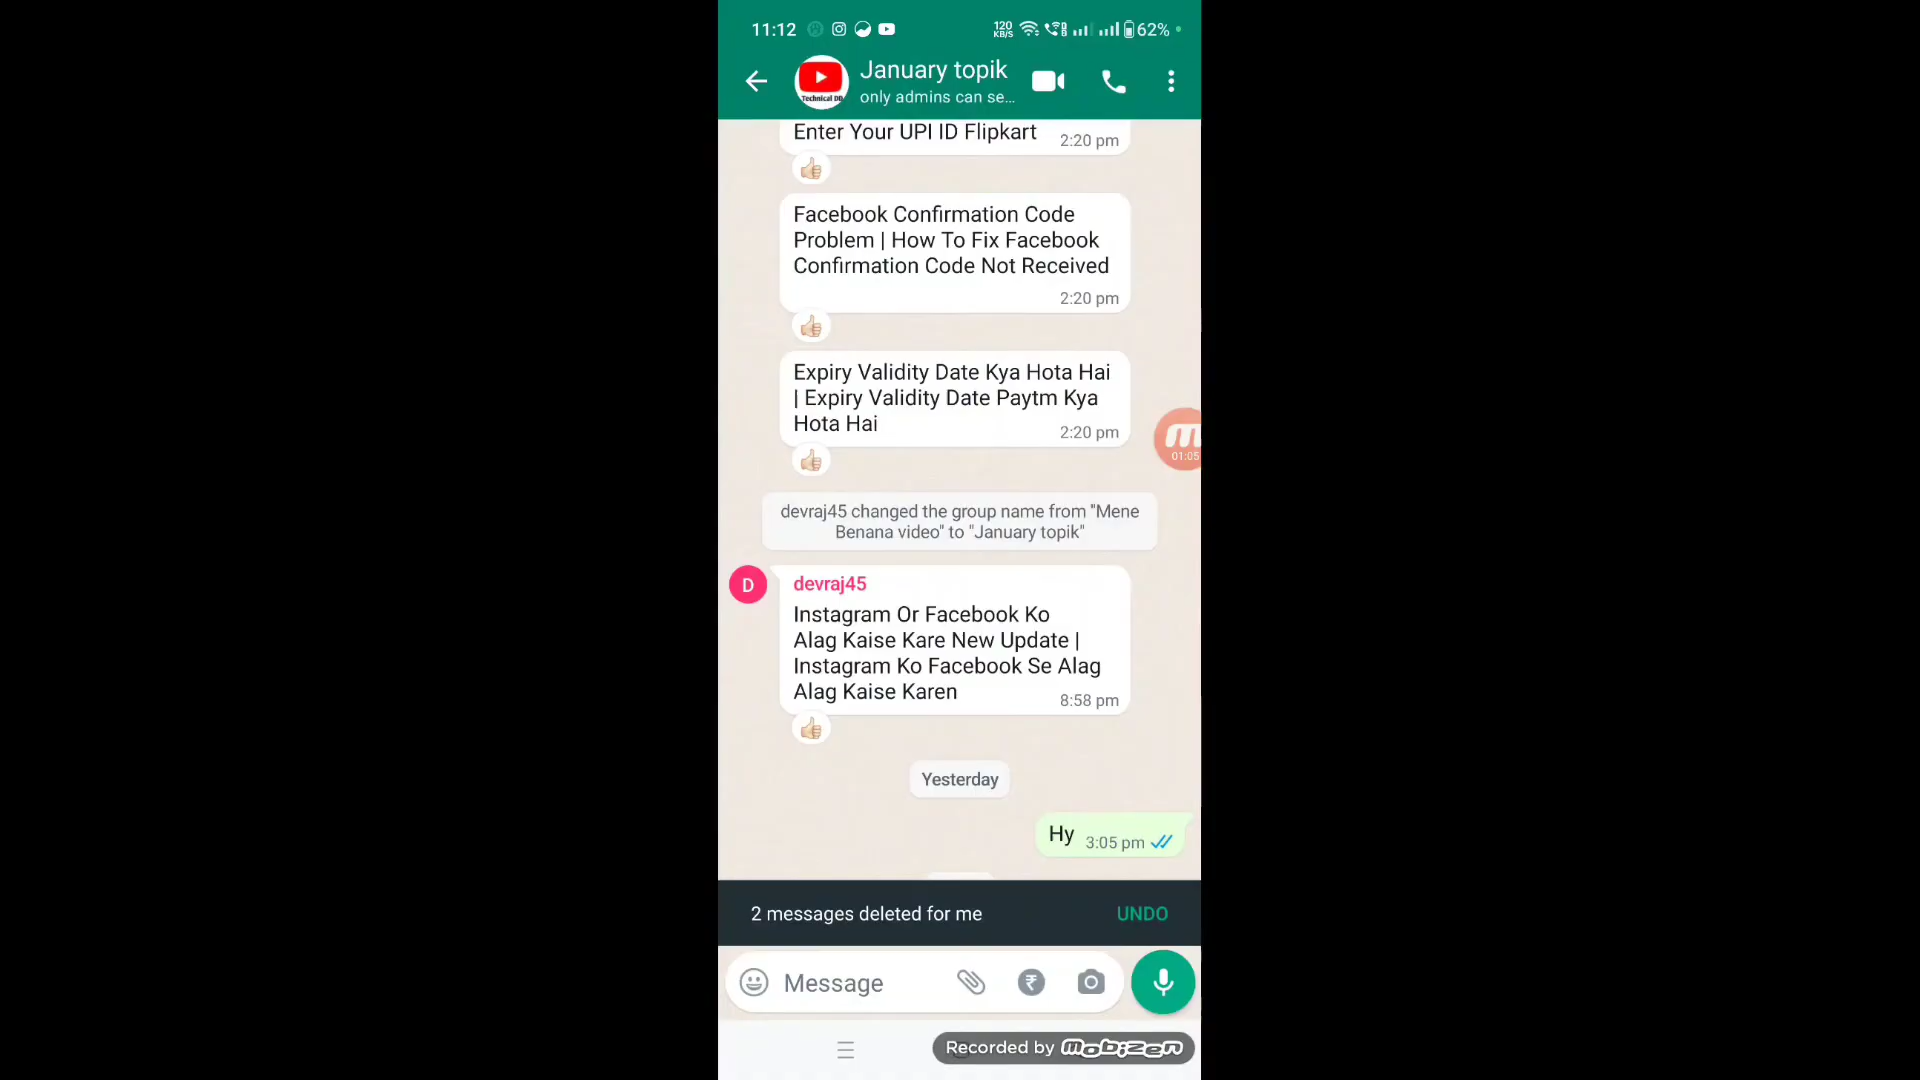 11:12
120
KB/S
62%
January topik
Technical DB
only admins can se...
Enter Your UPI ID Flipkart
2:20 pm
Facebook Confirmation Code
Problem | How To Fix Facebook
Confirmation Code Not Received
2:20 pm
Expiry Validity Date Kya Hota Hai
| Expiry Validity Date Paytm Kya
Hota Hai
2:20 pm
01:05
devraj45 changed the group name from "Mene
Benana video" to "January topik"
D
devraj45
Instagram Or Facebook Ko
Alag Kaise Kare New Update |
Instagram Ko Facebook Se Alag
Alag Kaise Karen
8:58 pm
Yesterday
Hy
3:05 pm
2 messages deleted for me
UNDO
Message
Recorded by mobizen